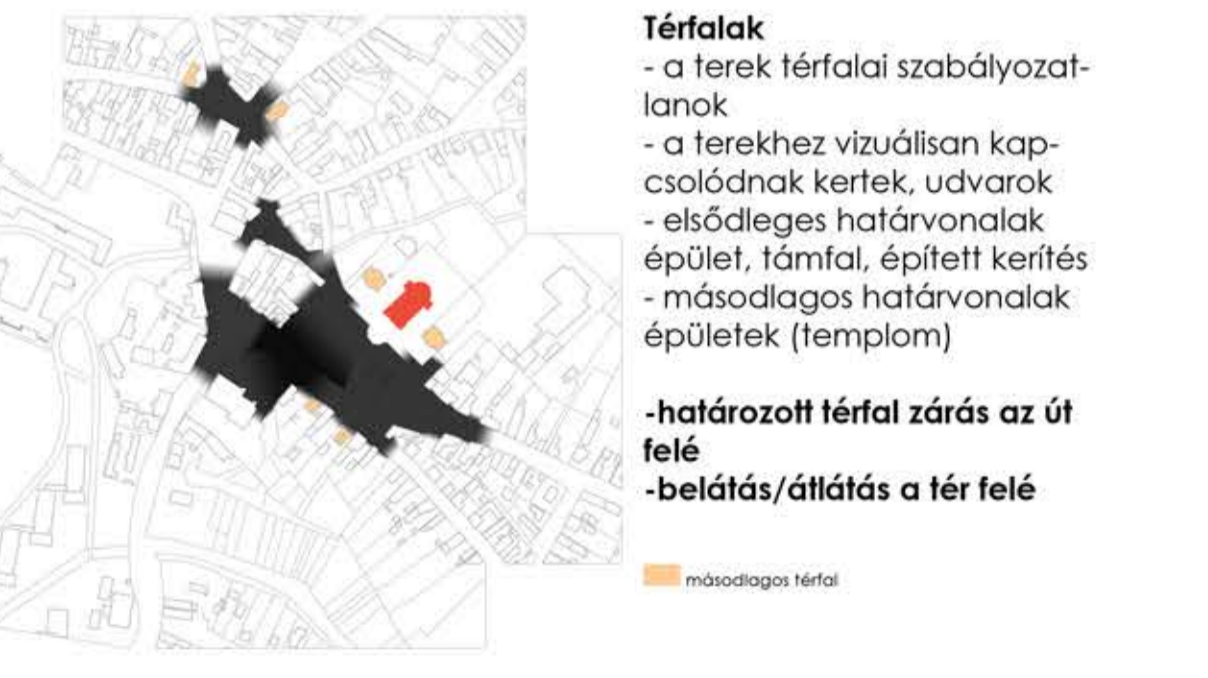 Térfalak
- a terek térfalai szabályozat-
lanok
- a terekhez vizuálisan kap-
csolódnak kertek, udvarok
- elsődleges határvonalak
épület, támfal, épített kerítés
- másodlagos határvonalak
épületek (templom)
-határozott térfal zárás az út
felé
-belátás/átlátás a tér felé
másodlagos térfal